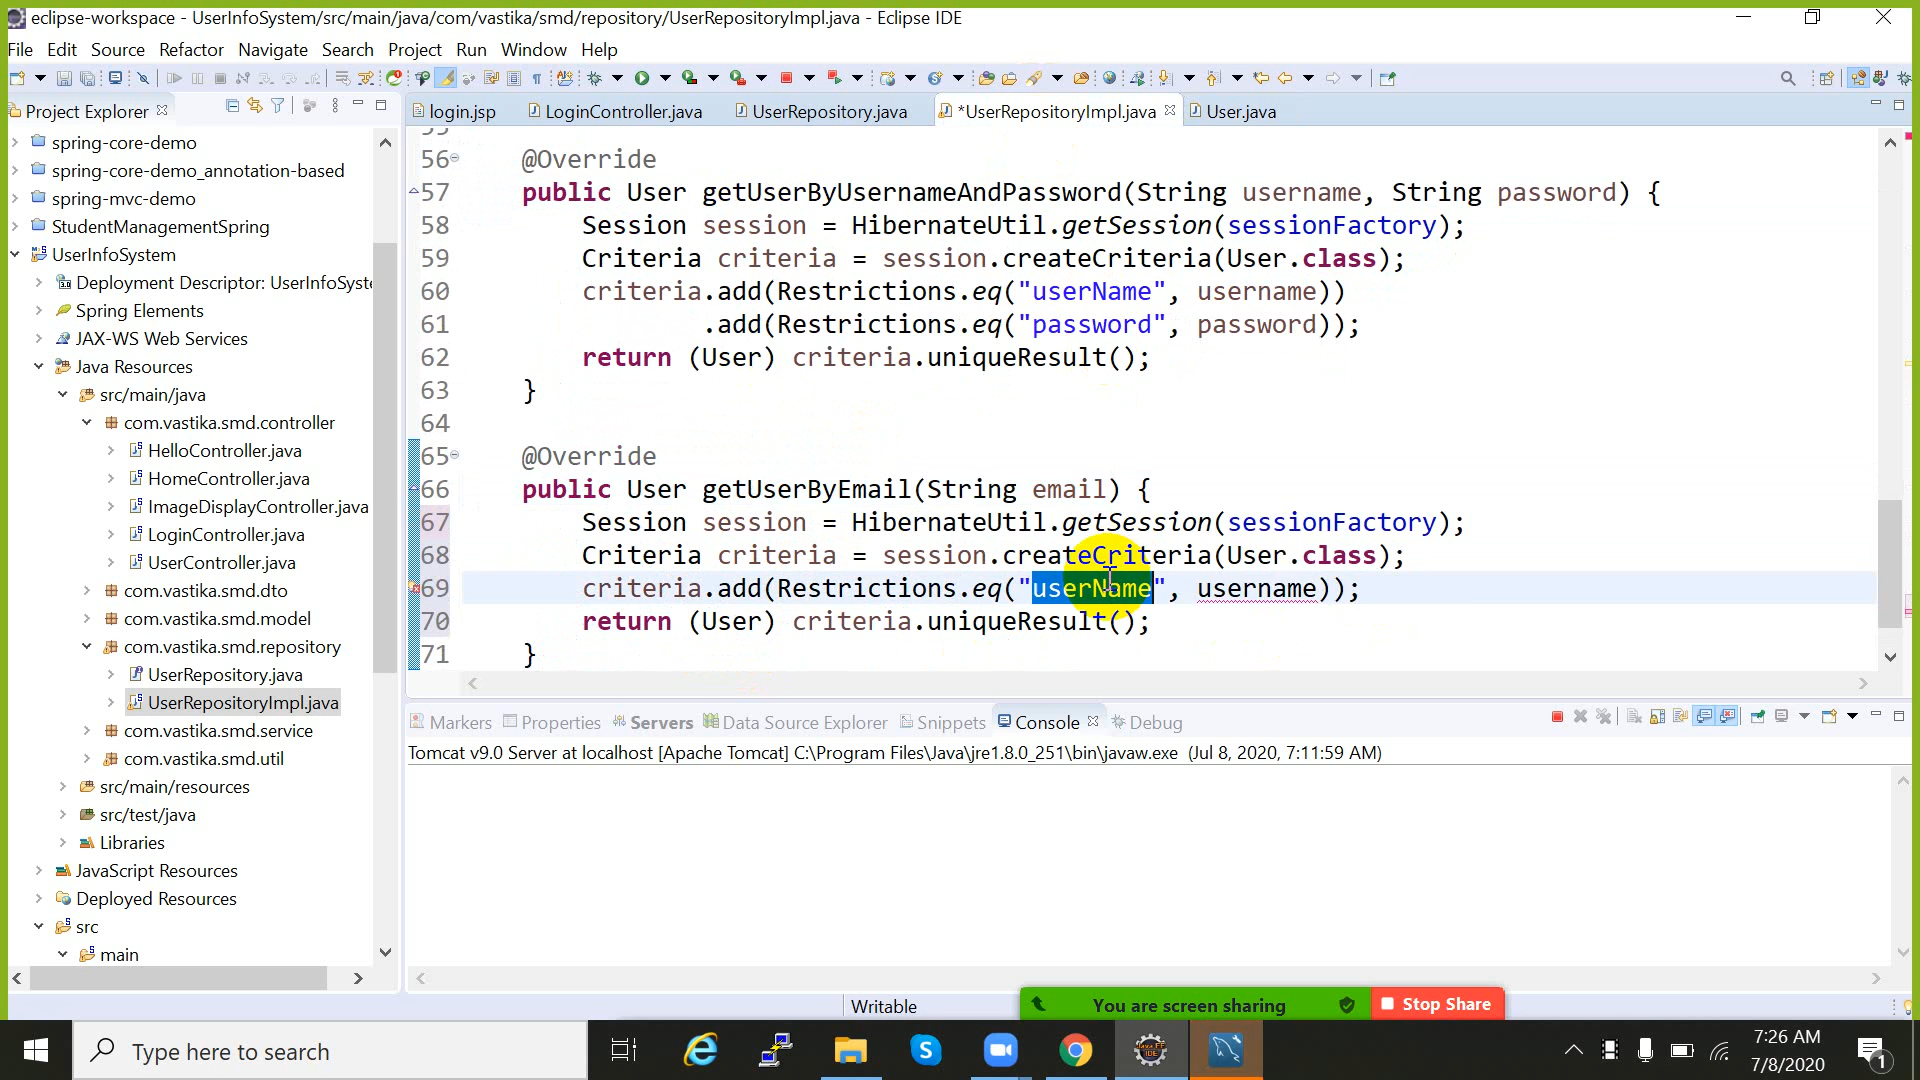 eclipse-workspace - UserInfoSystem/src/main/java/com/vastika/smd/repository/UserRepositoryImpl.java - Eclipse IDE
File Edit Source Refactor Navigate Search Project Run Window Help
Project Explorer
login.jsp LoginController.java UserRepository.java *UserRepositoryImpl.java User.java
spring-core-demo
spring-core-demo_annotation-based
spring-mvc-demo
StudentManagementSpring
UserInfoSystem
Deployment Descriptor: UserInfoSyste
Spring Elements
JAX-WS Web Services
Java Resources
src/main/java
com.vastika.smd.controller
HelloController.java
HomeController.java
ImageDisplayController.java
LoginController.java
UserController.java
com.vastika.smd.dto
com.vastika.smd.model
com.vastika.smd.repository
UserRepository.java
UserRepositoryImpl.java
com.vastika.smd.service
com.vastika.smd.util
src/main/resources
src/test/java
Libraries
JavaScript Resources
Deployed Resources
src
main
56 @Override
57 public User getUserByUsernameAndPassword(String username, String password) {
58 Session session = HibernateUtil.getSession(sessionFactory);
59 Criteria criteria = session.createCriteria(User.class);
60 criteria.add(Restrictions.eq("userName", username))
61 .add(Restrictions.eq("password", password));
62 return (User) criteria.uniqueResult();
63 }
64
65 @Override
66 public User getUserByEmail(String email) {
67 Session session = HibernateUtil.getSession(sessionFactory);
68 Criteria criteria = session.createCriteria(User.class);
69 criteria.add(Restrictions.eq("userName", username));
70 return (User) criteria.uniqueResult();
71 }
Markers Properties Servers Data Source Explorer Snippets Console Debug
Tomcat v9.0 Server at localhost [Apache Tomcat] C:\Program Files\Java\jre1.8.0_251\bin\javaw.exe (Jul 8, 2020, 7:11:59 AM)
Writable
You are screen sharing Stop Share
Type here to search
7:26 AM
7/8/2020
1